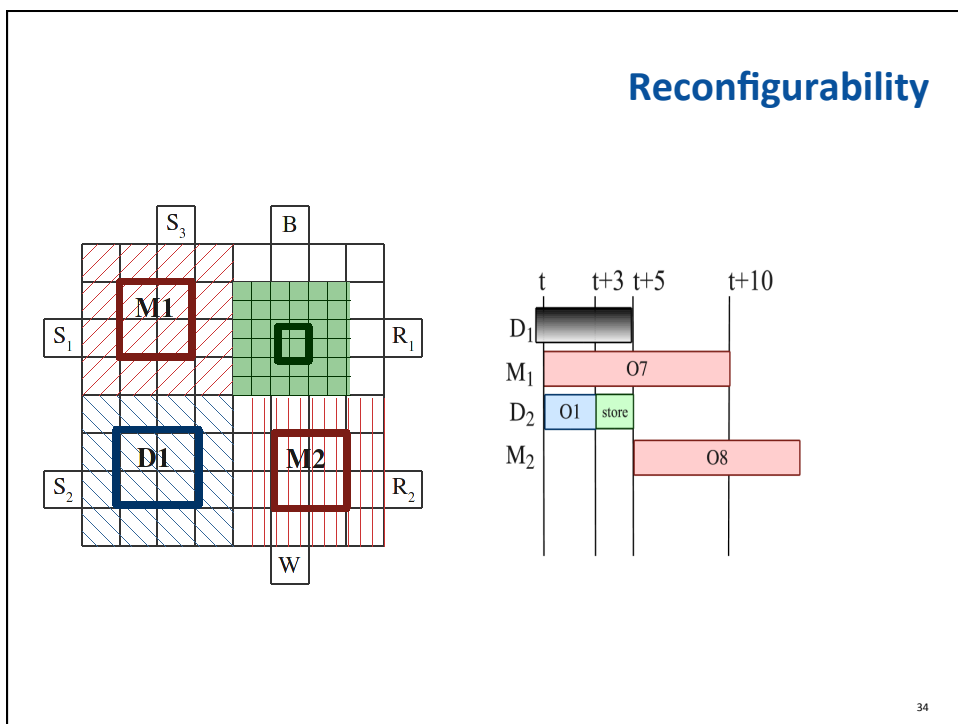 Reconfigurability
S3 B
M1
S1 R1
D1 M2
S2 R2
W
t t+3 t+5 t+10
D1
M1 O7
D2 O1 store
M2 O8
34